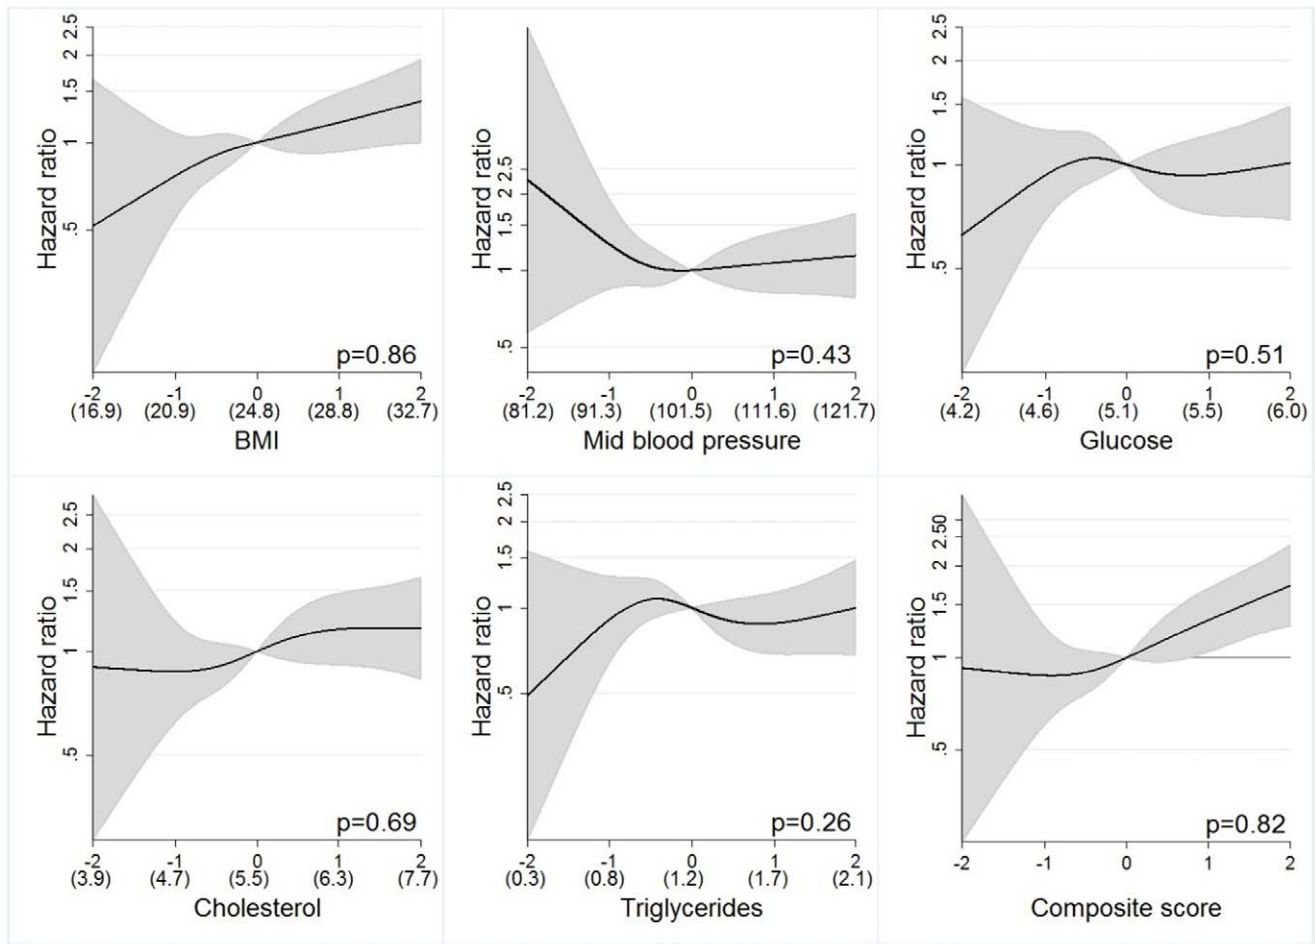 Hazard ratio
2.5
2
1.5
1
.5
p=0.86
-2 -1 0 1 2
(16.9) (20.9) (24.8) (28.8) (32.7)
BMI
Hazard ratio
2.5
2
1.5
1
.5
p=0.43
-2 -1 0 1 2
(81.2) (91.3) (101.5) (111.6) (121.7)
Mid blood pressure
Hazard ratio
2.5
2
1.5
1
.5
p=0.51
-2 -1 0 1 2
(4.2) (4.6) (5.1) (5.5) (6.0)
Glucose
Hazard ratio
2.5
2
1.5
1
.5
p=0.69
-2 -1 0 1 2
(3.9) (4.7) (5.5) (6.3) (7.7)
Cholesterol
Hazard ratio
2.5
2
1.5
1
.5
p=0.26
-2 -1 0 1 2
(0.3) (0.8) (1.2) (1.7) (2.1)
Triglycerides
Hazard ratio
2.50
2
1.5
1
.5
p=0.82
-2 -1 0 1 2
Composite score